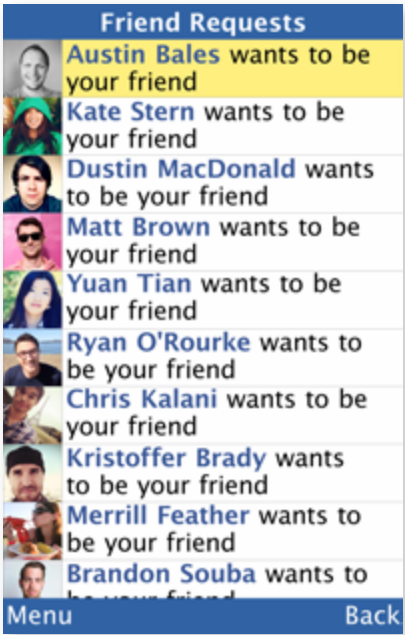 Friend Requests
Austin Bales wants to be
your friend
Kate Stern wants to be
your friend
Dustin MacDonald wants
to be your friend
Matt Brown wants to be
your friend
Yuan Tian wants to be
your friend
Ryan O'Rourke wants to
be your friend
Chris Kalani wants to be
your friend
Kristoffer Brady wants
to be your friend
Merrill Feather wants to
be your friend
Brandon Souba wants to
Menu Back